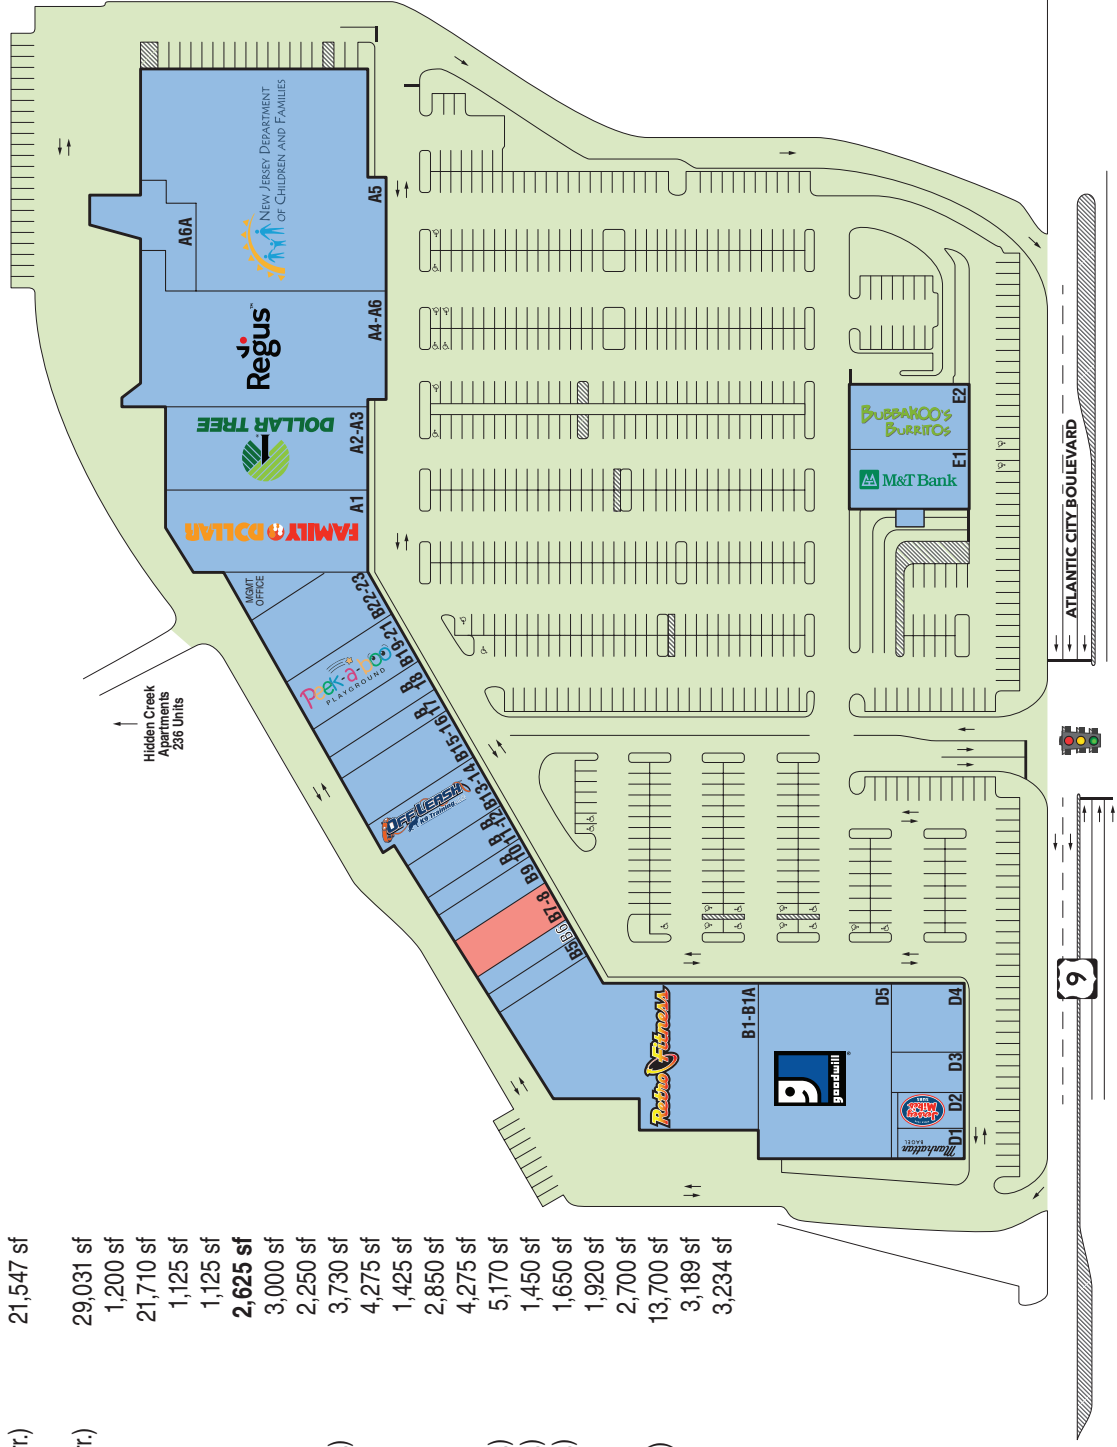 21,547 sf
29,031 sf
1,200 sf
21,710 sf
1,125 sf
1,125 sf
2,625 sf
3,000 sf
2,250 sf
3,730 sf
4,275 sf
1,425 sf
2,850 sf
4,275 sf
5,170 sf
1,450 sf
1,650 sf
1,920 sf
2,700 sf
13,700 sf
3,189 sf
3,234 sf
Hidden Creek
Apartments
236 Units
MGMT
OFFICE
NEW JERSEY DEPARTMENT
OF CHILDREN AND FAMILIES
A5
A6A
Regus
A4-A6
DOLLAR TREE
A2-A3
FAMILY DOLLAR
A1
B22-23
B19-21
Peek-a-boo
PLAYGROUND
B
18
B
17
B15-16
B13-14
OFF LEASH
K9 Training
B
11-12
B
10
B9
B7-8
B6
B5
Retro Fitness
B1-B1A
goodwill
D5
D4
D3
D2
Jersey
Mike's
SUBS
D1
Manhattan
BAGEL
BUBBAKOO'S
BURRITOS
E2
M&T Bank
E1
ATLANTIC CITY BOULEVARD
9